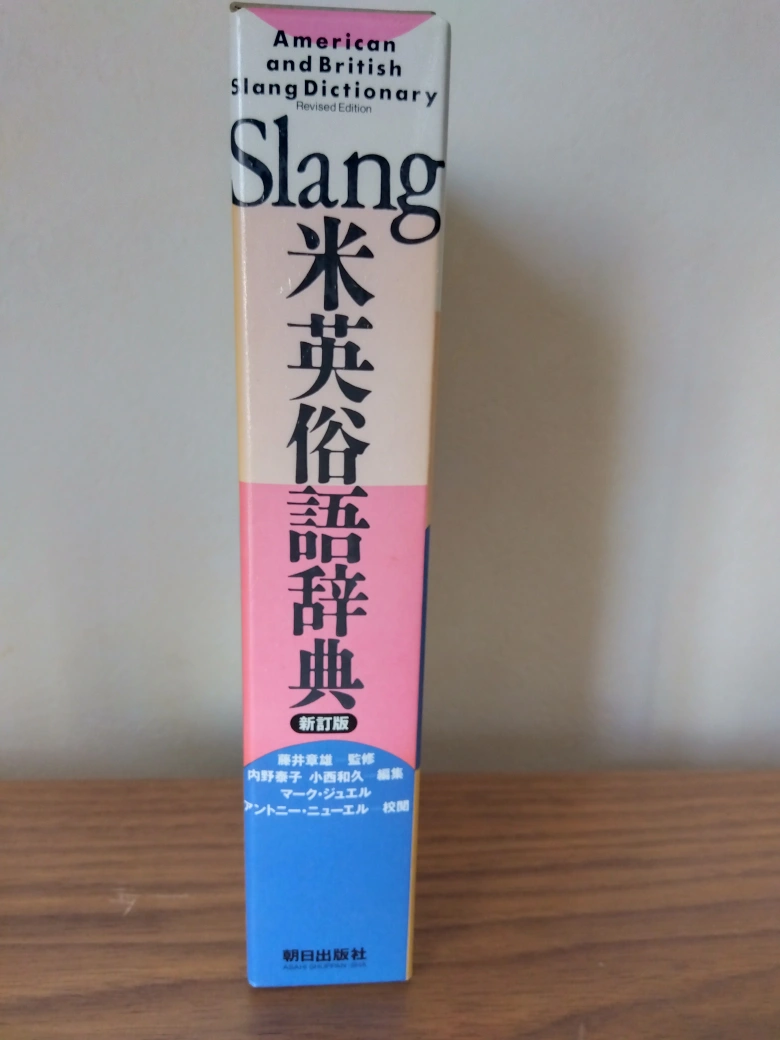 American
and British
Slang Dictionary
Revised Edition
Slang
米英俗語辞典
新訂版
藤井章雄 監修
内野泰子 小西和久 編集
マーク・ジュエル
アントニー・ニューエル 校閲
朝日出版社
ASAHI SHUPPAN-SHA